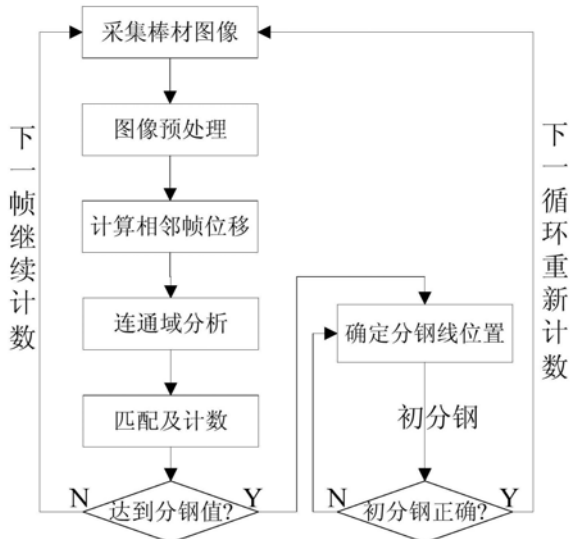 采集棒材图像
图像预处理
计算相邻帧位移
连通域分析
匹配及计数
N
达到分钢值?
Y
下一帧继续计数
确定分钢线位置
初分钢
N
初分钢正确?
Y
下一循环重新计数